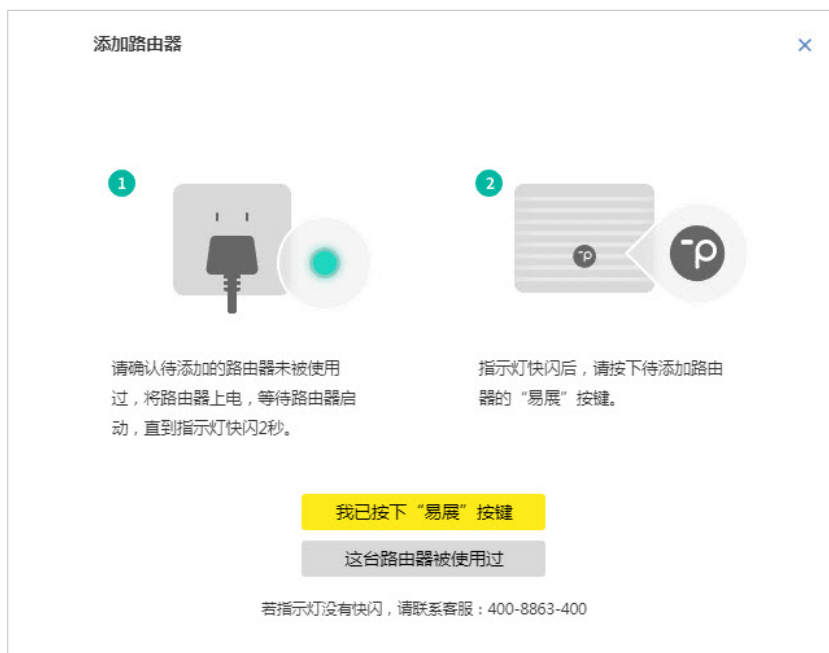 添加路由器
×
1
2
请确认待添加的路由器未被使用
过，将路由器上电，等待路由器启
动，直到指示灯快闪2秒。
指示灯快闪后，请按下待添加路由
器的“易展”按键。
我已按下“易展”按键
这台路由器被使用过
若指示灯没有快闪，请联系客服：400-8863-400